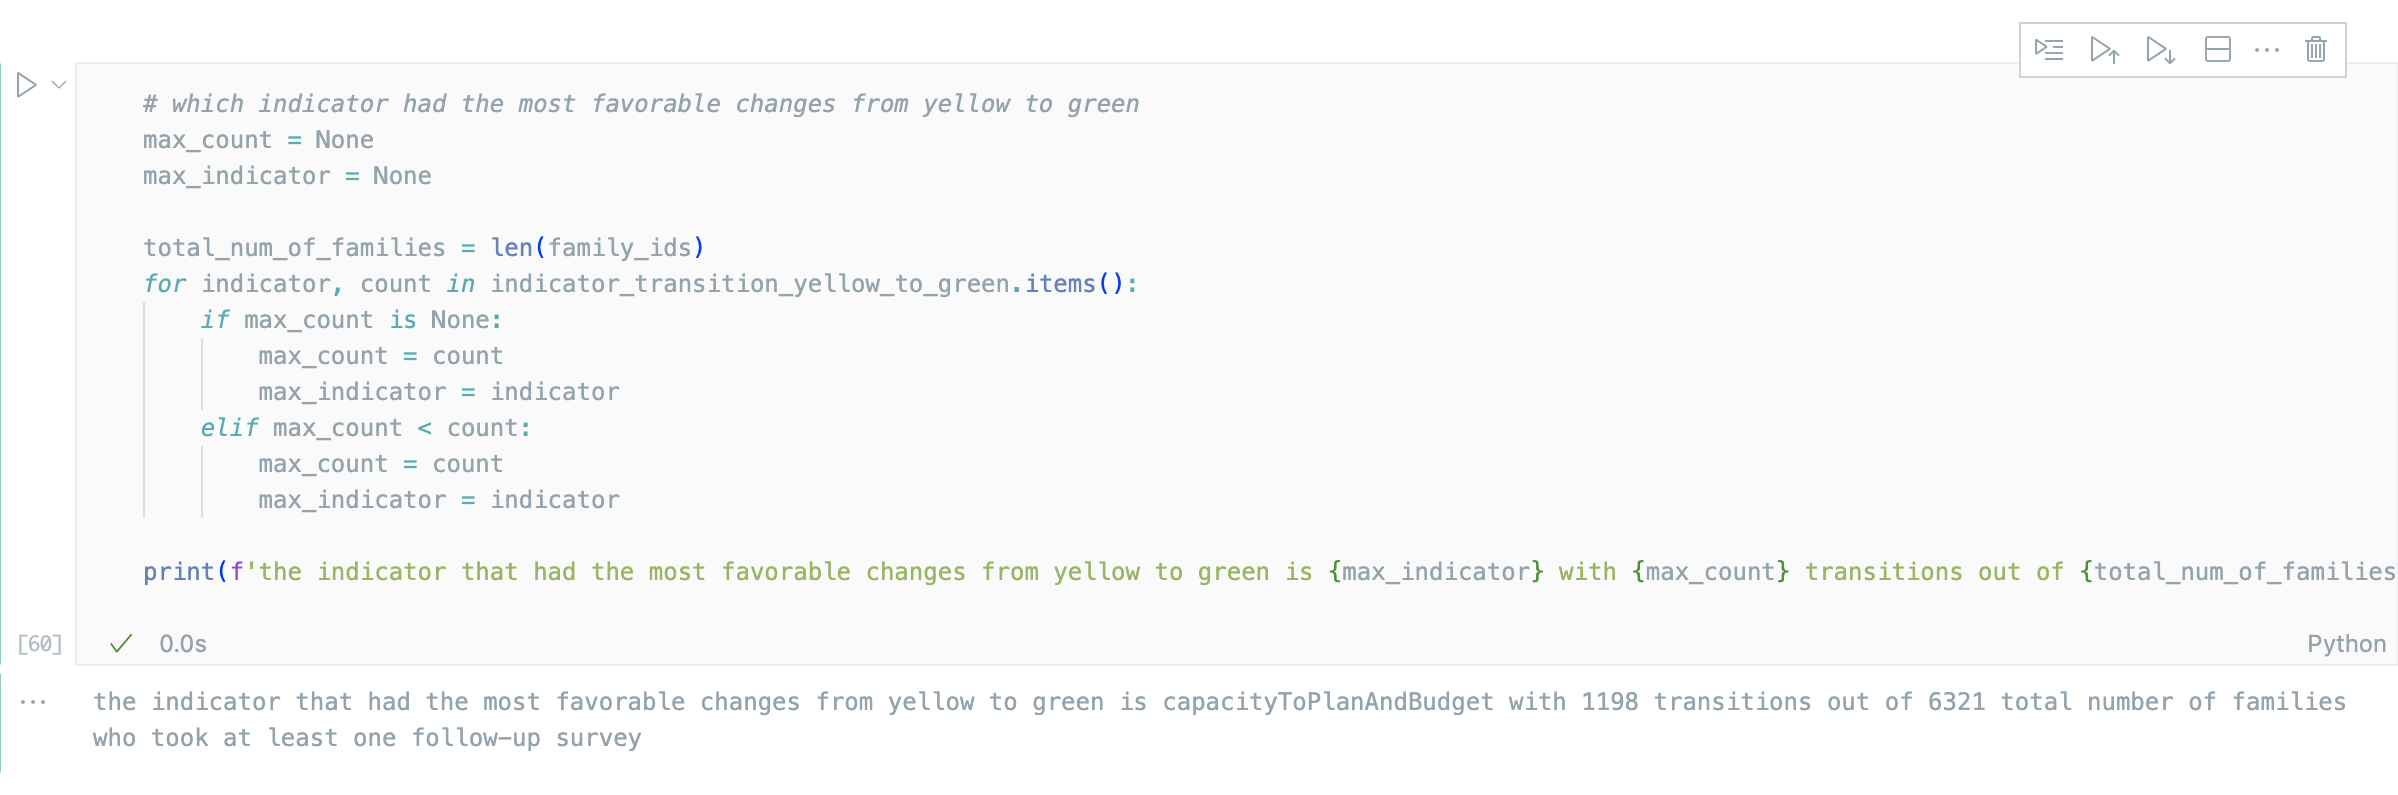 # which indicator had the most favorable changes from yellow to green
max_count = None
max_indicator = None
total_num_of_families = len(family_ids)
for indicator, count in indicator_transition_yellow_to_green.items():
if max_count is None:
max_count = count
max_indicator = indicator
elif max_count < count:
max_count = count
max_indicator = indicator
print(f'the indicator that had the most favorable changes from yellow to green is {max_indicator} with {max_count} transitions out of {total_num_of_families
[60]
0.0s
Python
the indicator that had the most favorable changes from yellow to green is capacityToPlanAndBudget with 1198 transitions out of 6321 total number of families
who took at least one follow-up survey